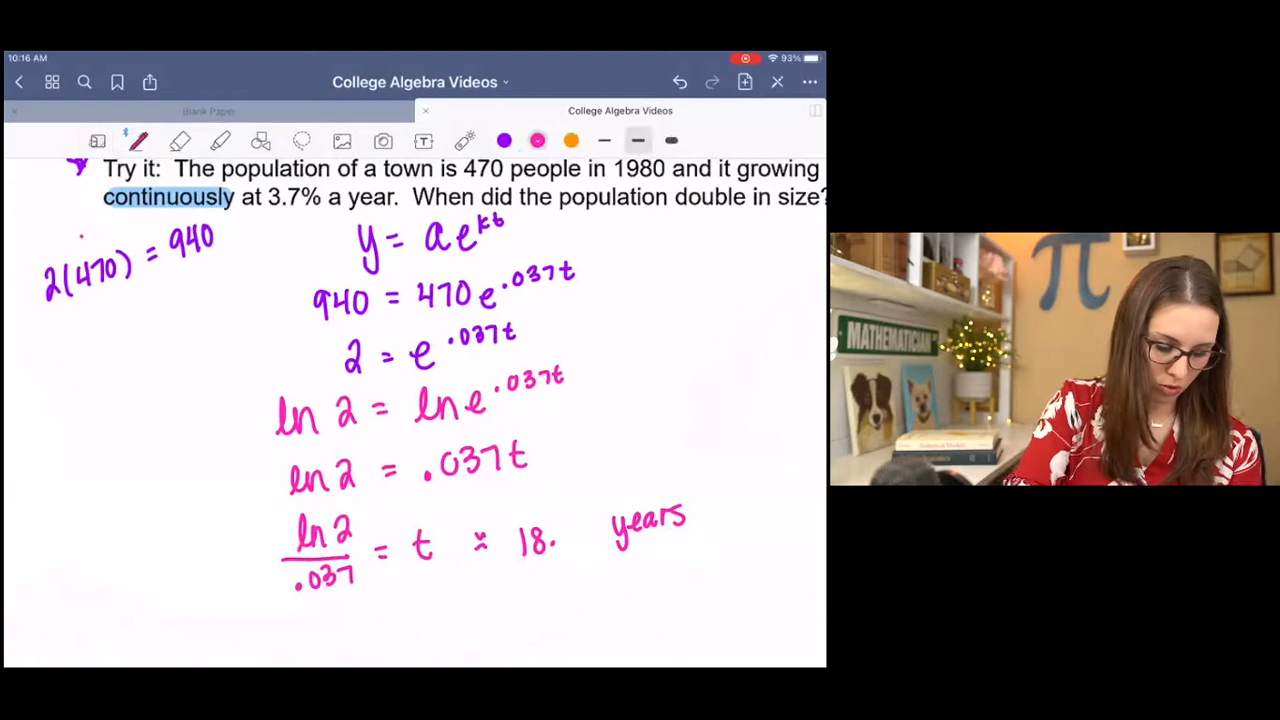 10:16 AM
93%
College Algebra Videos
Blank Paper
College Algebra Videos
Try it: The population of a town is 470 people in 1980 and it growing
continuously at 3.7% a year. When did the population double in size?
2(470) = 940
y = ae^kt
940 = 470e^.037t
2 = e^.037t
ln 2 = ln e^.037t
ln 2 = .037t
ln 2 / .037 = t ≈ 18. years
MATHEMATICIAN